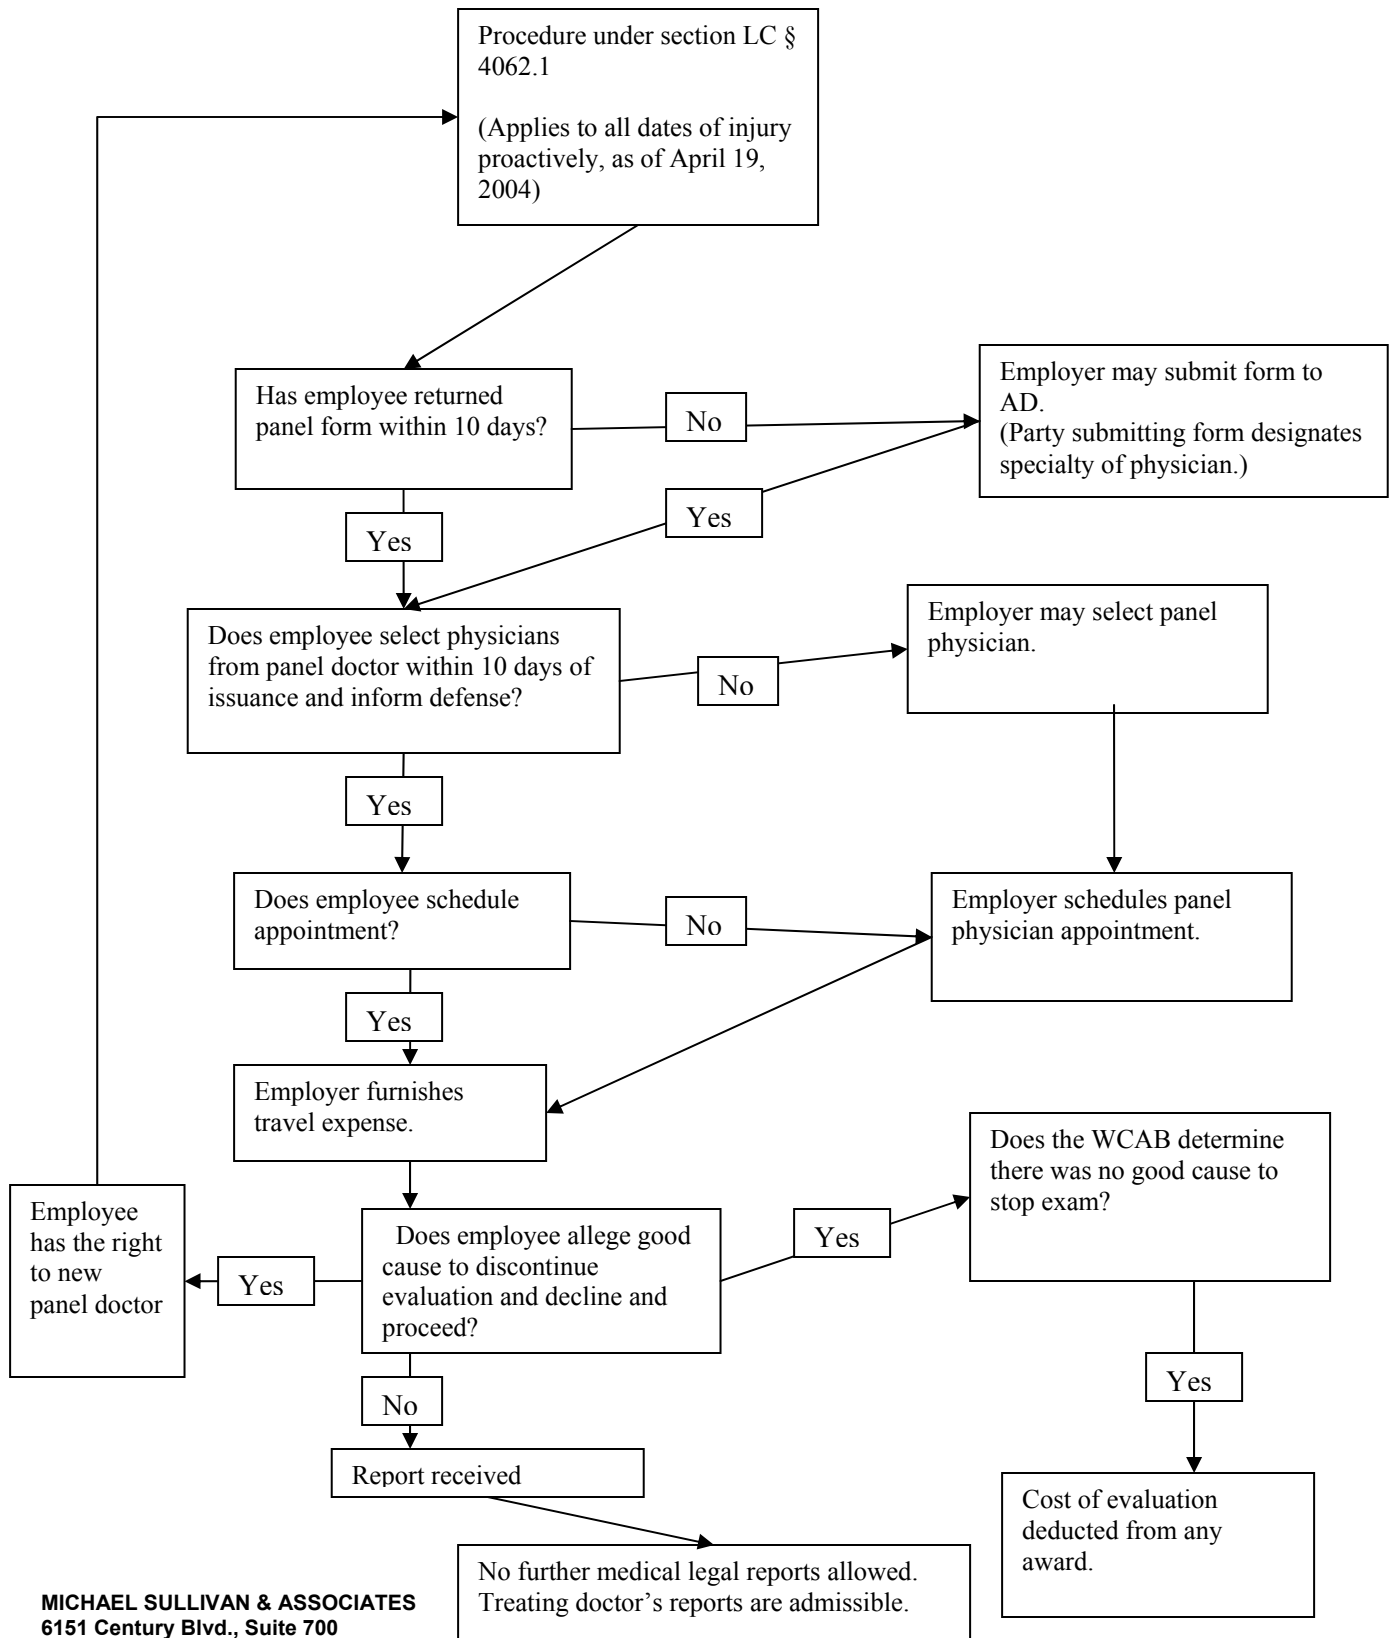 Procedure under section LC §
4062.1
(Applies to all dates of injury
proactively, as of April 19,
2004)
Has employee returned
panel form within 10 days?
No
Employer may submit form to
AD.
(Party submitting form designates
specialty of physician.)
Yes
Yes
Does employee select physicians
from panel doctor within 10 days of
issuance and inform defense?
No
Employer may select panel
physician.
Yes
Does employee schedule
appointment?
No
Employer schedules panel
physician appointment.
Yes
Employer furnishes
travel expense.
Does the WCAB determine
there was no good cause to
stop exam?
Employee
has the right
to new
panel doctor
Yes
Does employee allege good
cause to discontinue
evaluation and decline and
proceed?
Yes
No
Yes
Report received
Cost of evaluation
deducted from any
award.
No further medical legal reports allowed.
Treating doctor’s reports are admissible.
MICHAEL SULLIVAN & ASSOCIATES
6151 Century Blvd., Suite 700